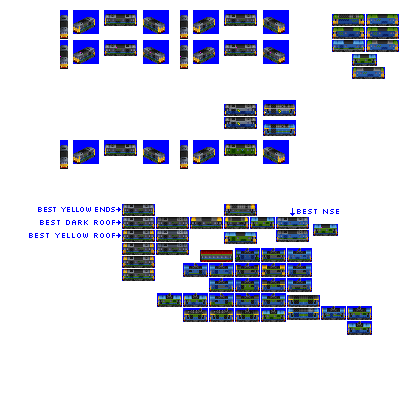 BEST YELLOW ENDS→
↓BEST NSE
BEST DARK ROOF→
BEST YELLOW ROOF→